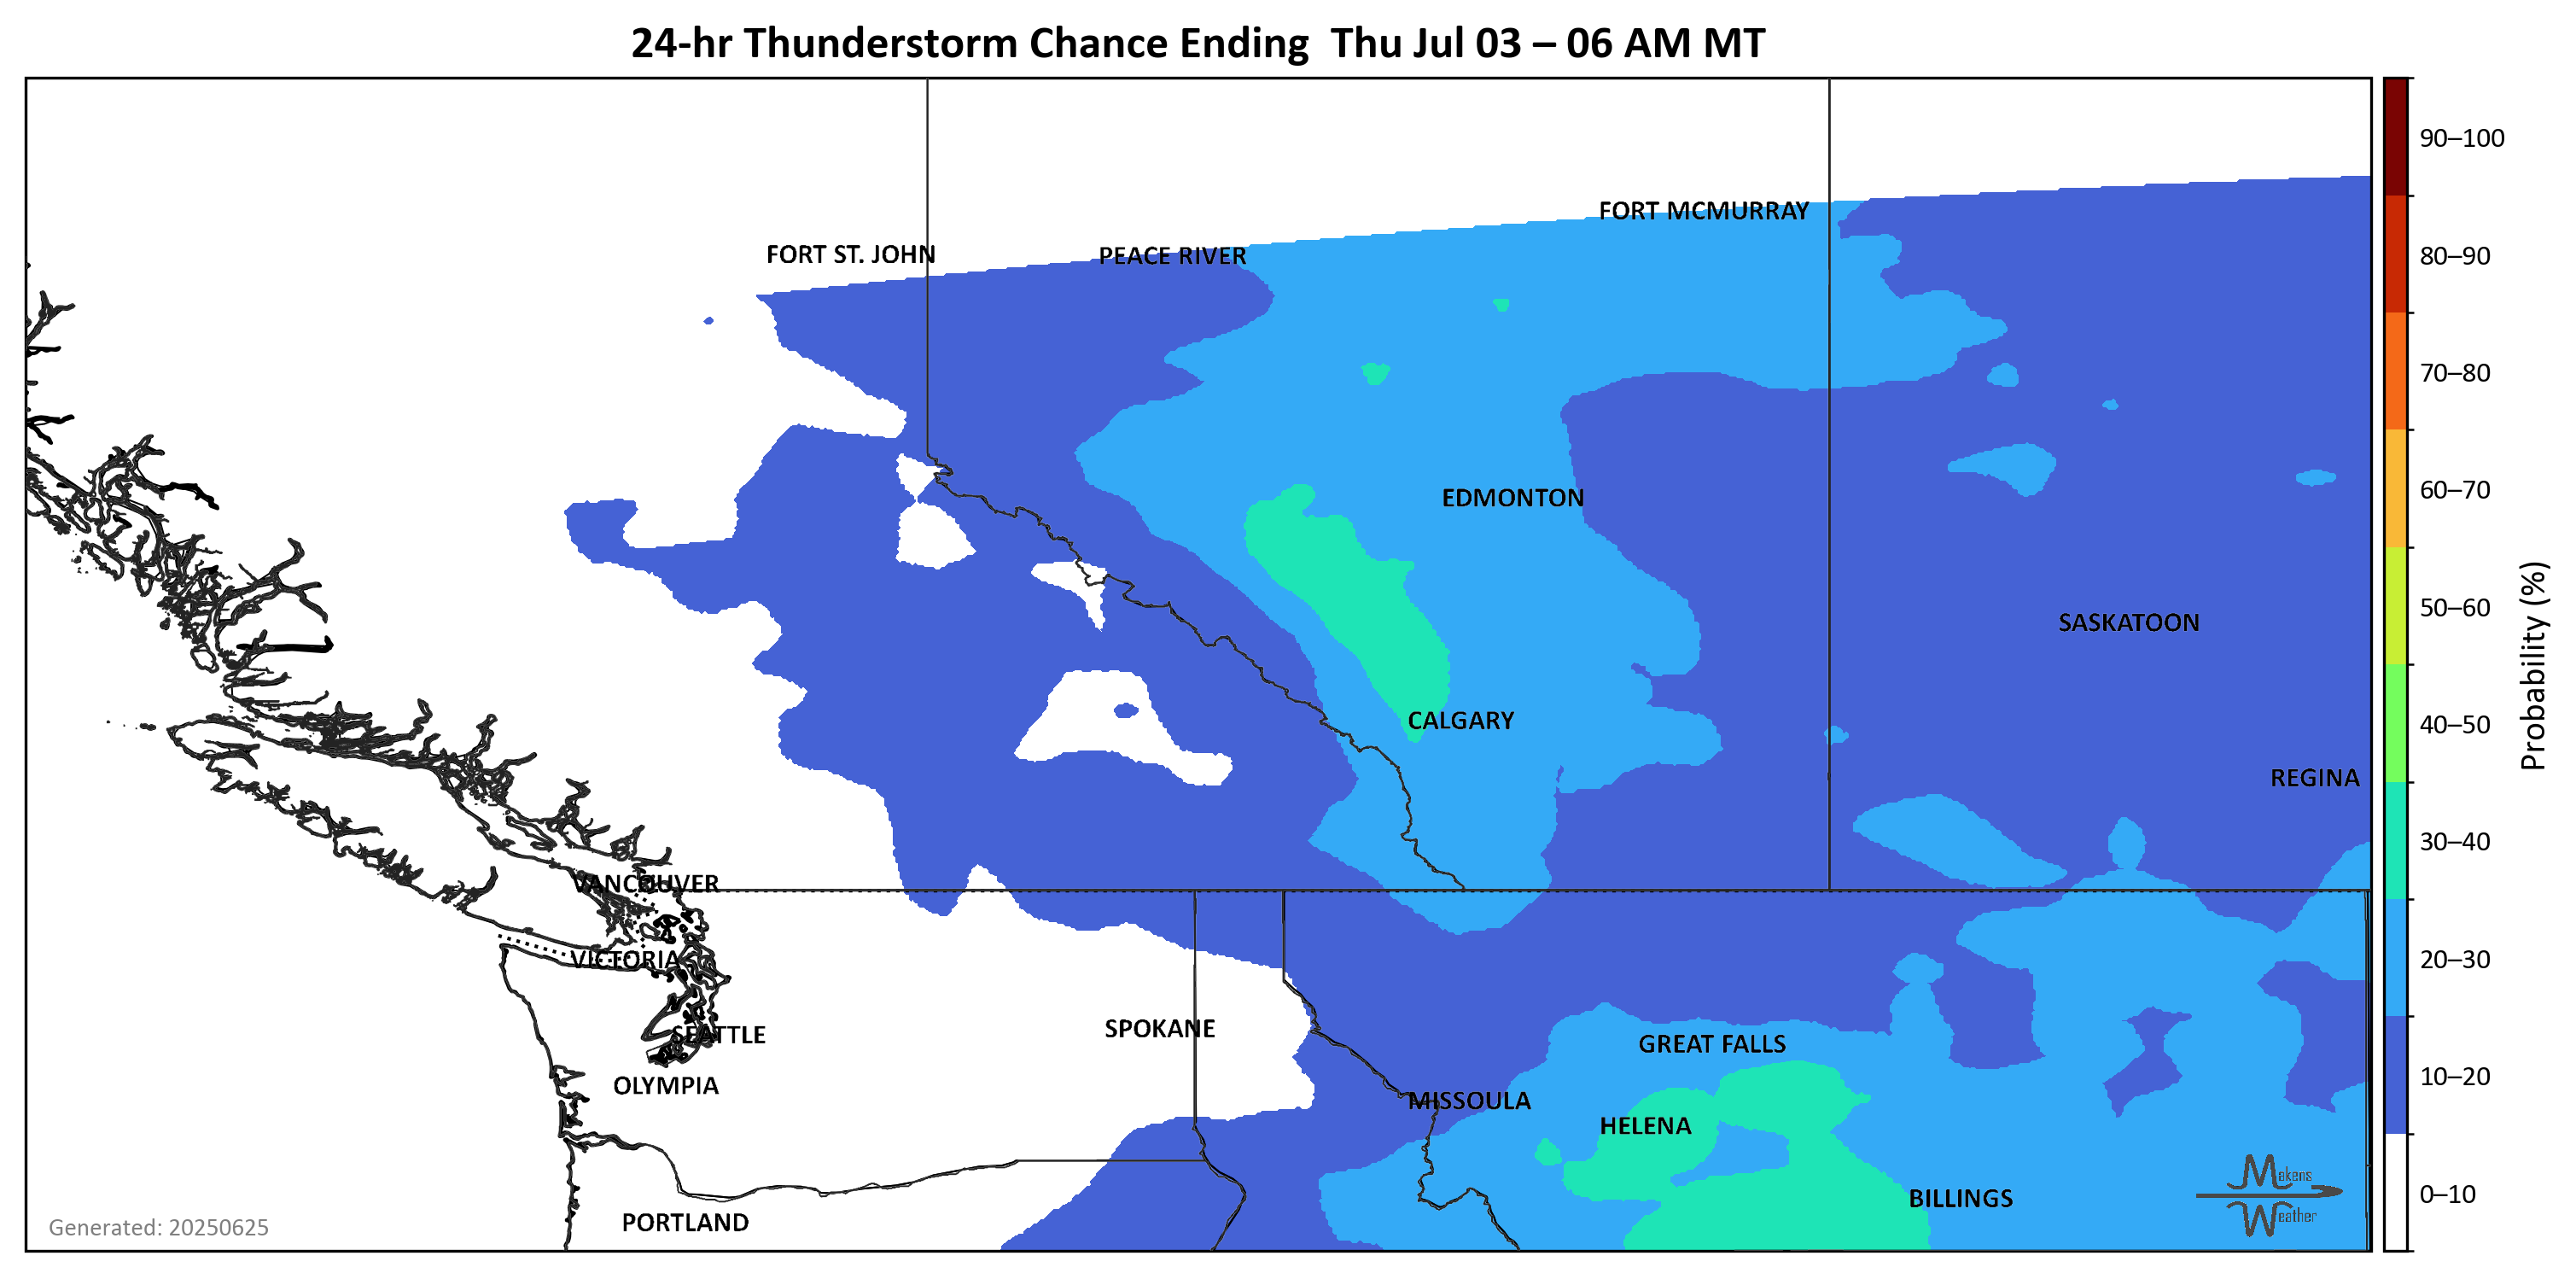 24-hr Thunderstorm Chance Ending  Thu Jul 03 – 06 AM MT
90–100
FORT MCMURRAY
FORT ST. JOHN
PEACE RIVER
80–90
70–80
60–70
EDMONTON
50–60
SASKATOON
Probability (%)
CALGARY
40–50
REGINA
30–40
VANCOUVER
VICTORIA
20–30
SPOKANE
SEATTLE
GREAT FALLS
OLYMPIA
10–20
MISSOULA
HELENA
Makens
Weather
BILLINGS
0–10
PORTLAND
Generated: 20250625